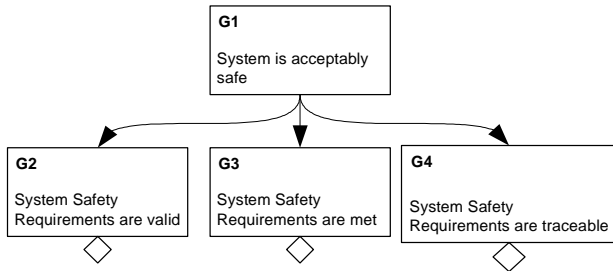 G1
System is acceptably
safe
G2
System Safety
Requirements are valid
G3
System Safety
Requirements are met
G4
System Safety
Requirements are traceable